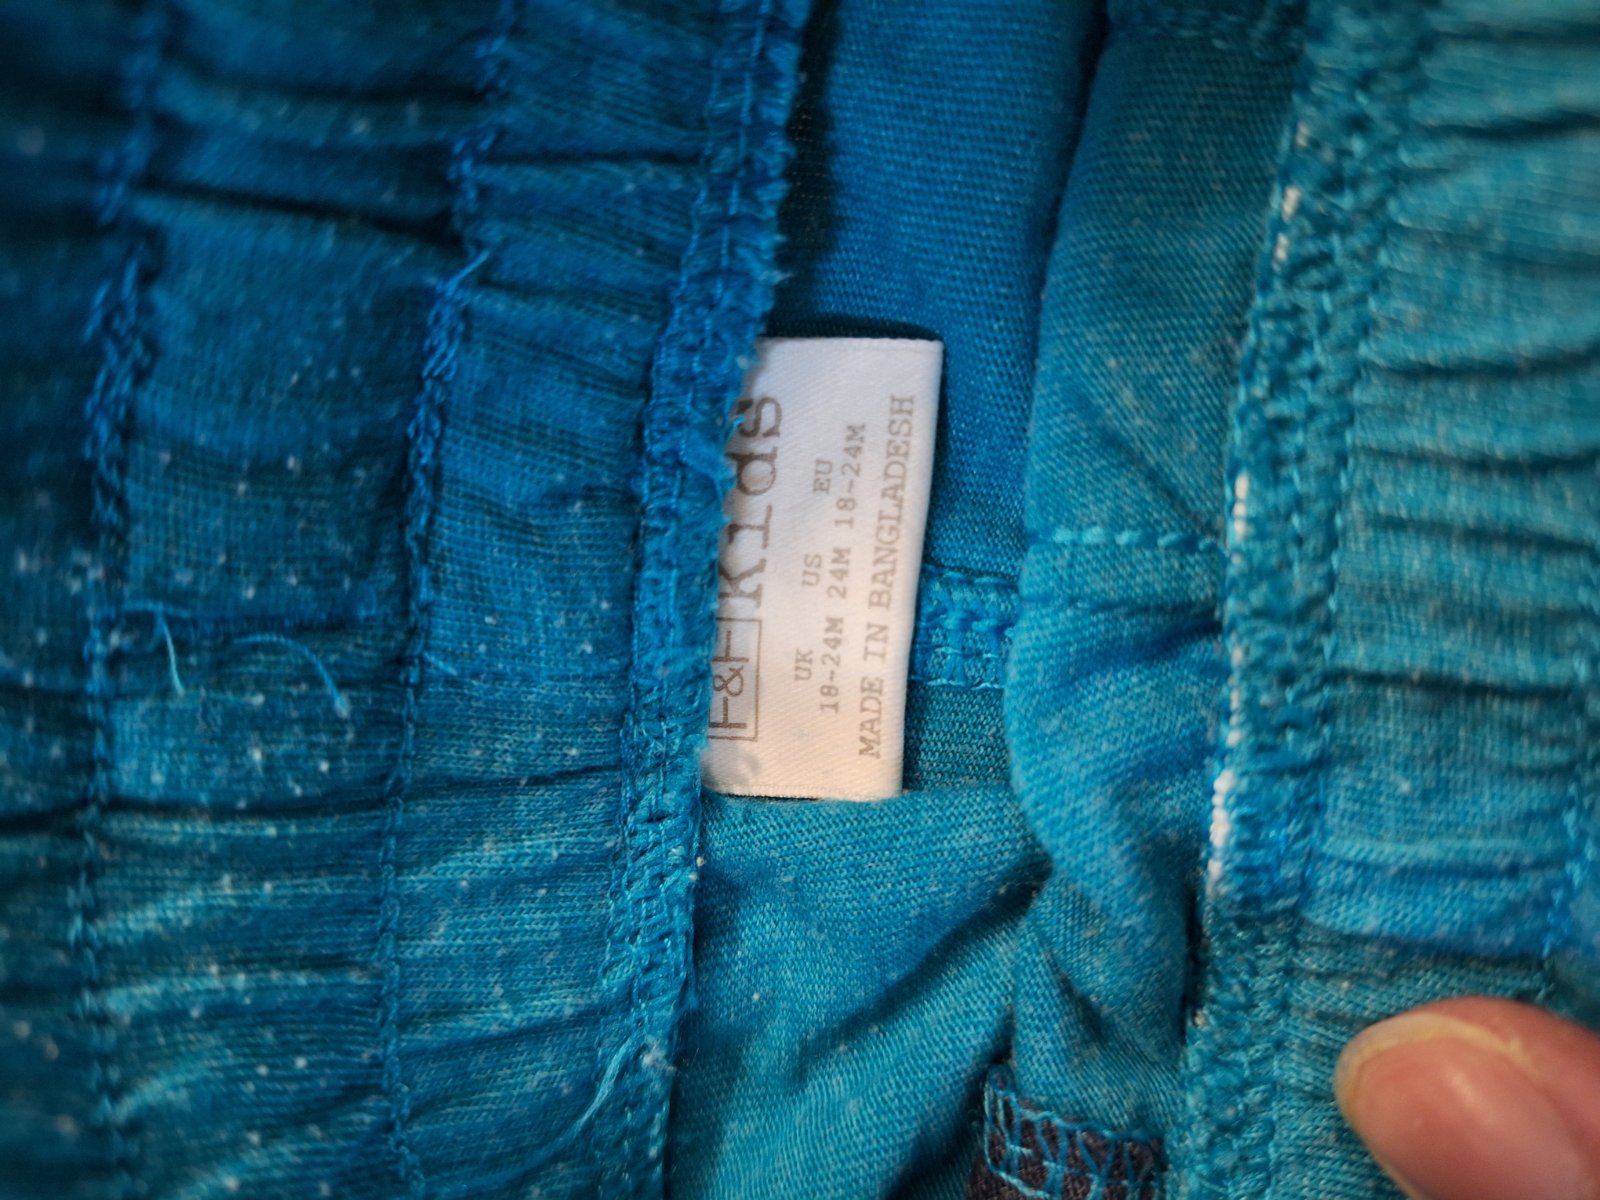 F&F Kids
UK US EU
18-24M 24M 18-24M
MADE IN BANGLADESH